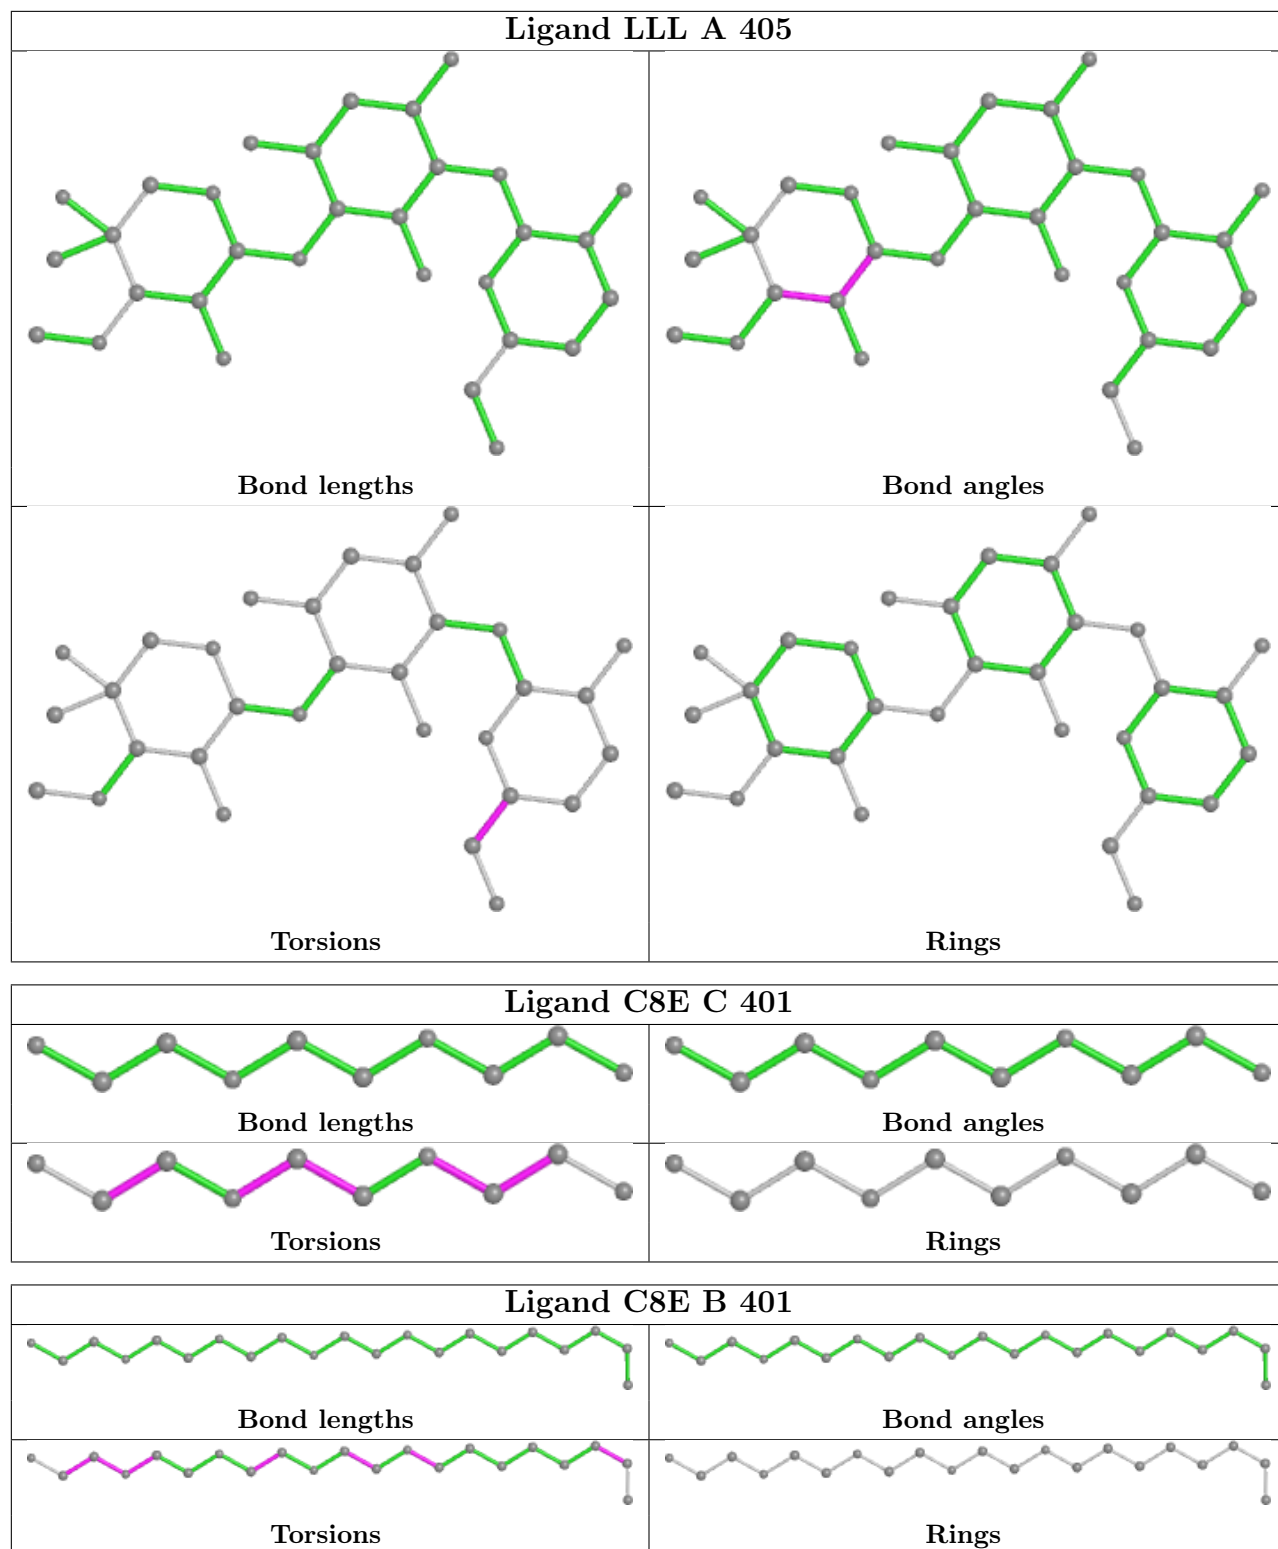 Ligand LLL A 405
Bond lengths
Bond angles
Torsions
Rings
Ligand C8E C 401
Bond lengths
Bond angles
Torsions
Rings
Ligand C8E B 401
Bond lengths
Bond angles
Torsions
Rings